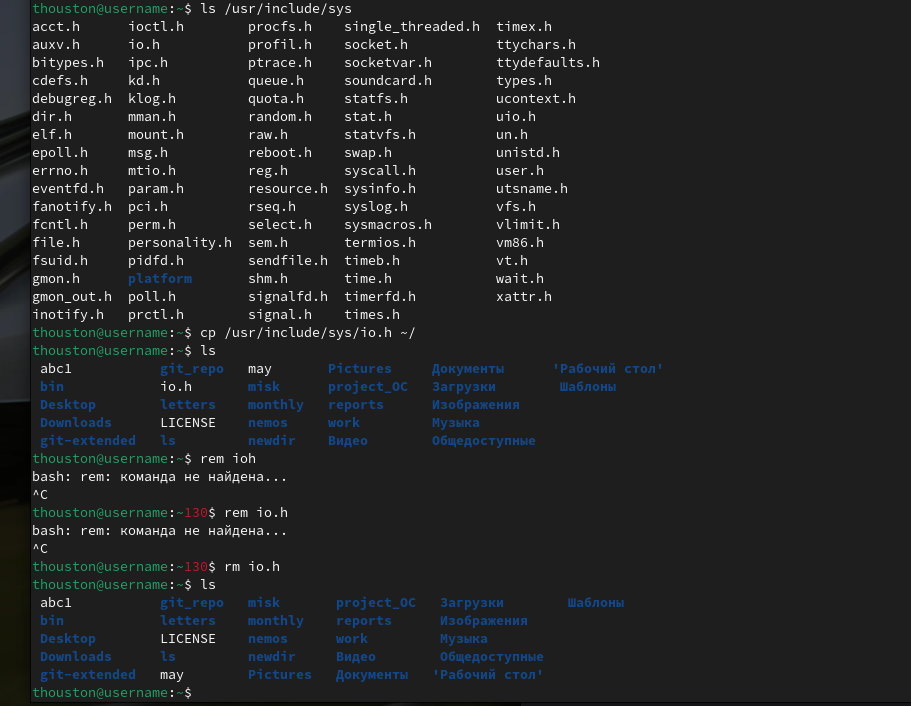 thouston@username:~$ ls /usr/include/sys
acct.h ioctl.h procfs.h single_threaded.h timex.h
auxv.h io.h profil.h socket.h ttychars.h
bitypes.h ipc.h ptrace.h socketvar.h ttydefaults.h
cdefs.h kd.h queue.h soundcard.h types.h
debugreg.h klog.h quota.h statfs.h ucontext.h
dir.h mman.h random.h stat.h uio.h
elf.h mount.h raw.h statvfs.h un.h
epoll.h msg.h reboot.h swap.h unistd.h
errno.h mtio.h reg.h syscall.h user.h
eventfd.h param.h resource.h sysinfo.h utsname.h
fanotify.h pci.h rseq.h syslog.h vfs.h
fcntl.h perm.h select.h sysmacros.h vlimit.h
file.h personality.h sem.h termios.h vm86.h
fsuid.h pidfd.h sendfile.h timeb.h vt.h
gmon.h platform shm.h time.h wait.h
gmon_out.h poll.h signalfd.h timerfd.h xattr.h
inotify.h prctl.h signal.h times.h
thouston@username:~$ cp /usr/include/sys/io.h ~/
thouston@username:~$ ls
abc1 git_repo may Pictures Документы 'Рабочий стол'
bin io.h misk project_OC Загрузки Шаблоны
Desktop letters monthly reports Изображения
Downloads LICENSE nemos work Музыка
git-extended ls newdir Видео Общедоступные
thouston@username:~$ rem ioh
bash: rem: команда не найдена...
^C
thouston@username:~130$ rem io.h
bash: rem: команда не найдена...
^C
thouston@username:~130$ rm io.h
thouston@username:~$ ls
abc1 git_repo misk project_OC Загрузки Шаблоны
bin letters monthly reports Изображения
Desktop LICENSE nemos work Музыка
Downloads ls newdir Видео Общедоступные
git-extended may Pictures Документы 'Рабочий стол'
thouston@username:~$